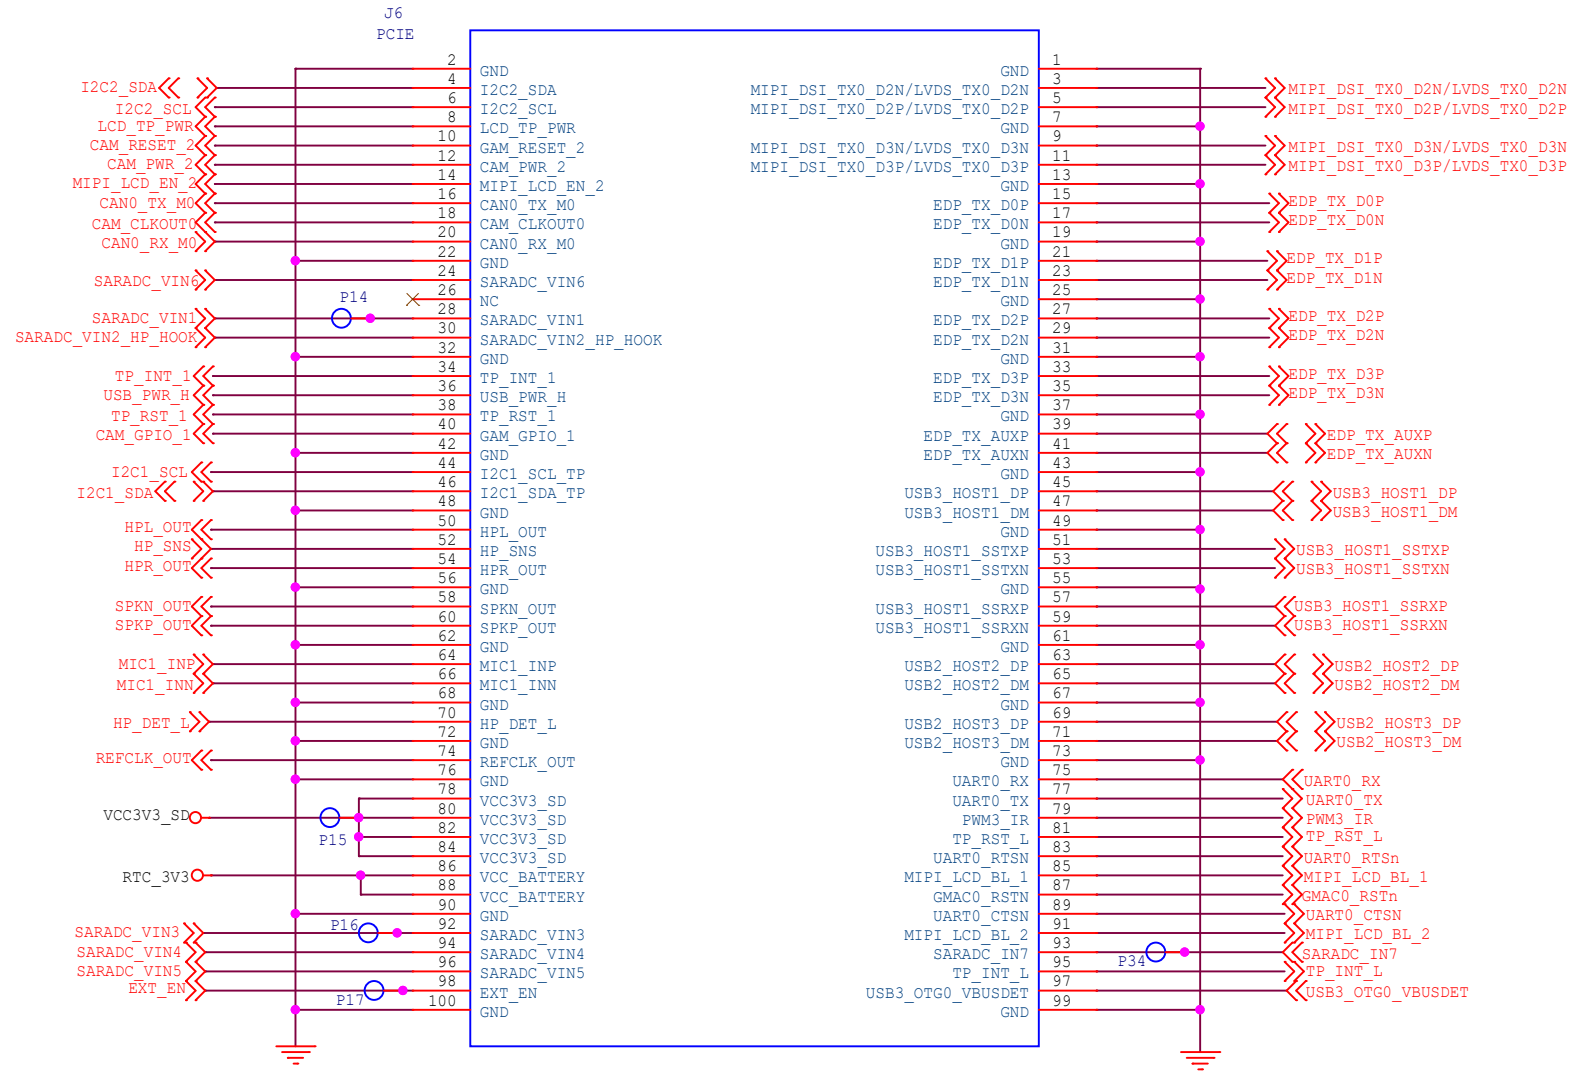 J6
PCIE
2 GND GND 1
I2C2_SDA 4 I2C2_SDA MIPI_DSI_TX0_D2N/LVDS_TX0_D2N 3 MIPI_DSI_TX0_D2N/LVDS_TX0_D2N
I2C2_SCL 6 I2C2_SCL MIPI_DSI_TX0_D2P/LVDS_TX0_D2P 5 MIPI_DSI_TX0_D2P/LVDS_TX0_D2P
LCD_TP_PWR 8 LCD_TP_PWR GND 7
CAM_RESET_2 10 GAM_RESET_2 MIPI_DSI_TX0_D3N/LVDS_TX0_D3N 9 MIPI_DSI_TX0_D3N/LVDS_TX0_D3N
CAM_PWR_2 12 CAM_PWR_2 MIPI_DSI_TX0_D3P/LVDS_TX0_D3P 11 MIPI_DSI_TX0_D3P/LVDS_TX0_D3P
MIPI_LCD_EN_2 14 MIPI_LCD_EN_2 GND 13
CAN0_TX_M0 16 CAN0_TX_M0 EDP_TX_D0P 15 EDP_TX_D0P
CAM_CLKOUT0 18 CAM_CLKOUT0 EDP_TX_D0N 17 EDP_TX_D0N
CAN0_RX_M0 20 CAN0_RX_M0 GND 19
22 GND EDP_TX_D1P 21 EDP_TX_D1P
SARADC_VIN6 24 SARADC_VIN6 EDP_TX_D1N 23 EDP_TX_D1N
26 NC GND 25
SARADC_VIN1 P14 28 SARADC_VIN1 EDP_TX_D2P 27 EDP_TX_D2P
SARADC_VIN2_HP_HOOK 30 SARADC_VIN2_HP_HOOK EDP_TX_D2N 29 EDP_TX_D2N
32 GND GND 31
TP_INT_1 34 TP_INT_1 EDP_TX_D3P 33 EDP_TX_D3P
USB_PWR_H 36 USB_PWR_H EDP_TX_D3N 35 EDP_TX_D3N
TP_RST_1 38 TP_RST_1 GND 37
CAM_GPIO_1 40 GAM_GPIO_1 EDP_TX_AUXP 39 EDP_TX_AUXP
42 GND EDP_TX_AUXN 41 EDP_TX_AUXN
I2C1_SCL 44 I2C1_SCL_TP GND 43
I2C1_SDA 46 I2C1_SDA_TP USB3_HOST1_DP 45 USB3_HOST1_DP
48 GND USB3_HOST1_DM 47 USB3_HOST1_DM
HPL_OUT 50 HPL_OUT GND 49
HP_SNS 52 HP_SNS USB3_HOST1_SSTXP 51 USB3_HOST1_SSTXP
HPR_OUT 54 HPR_OUT USB3_HOST1_SSTXN 53 USB3_HOST1_SSTXN
56 GND GND 55
SPKN_OUT 58 SPKN_OUT USB3_HOST1_SSRXP 57 USB3_HOST1_SSRXP
SPKP_OUT 60 SPKP_OUT USB3_HOST1_SSRXN 59 USB3_HOST1_SSRXN
62 GND GND 61
MIC1_INP 64 MIC1_INP USB2_HOST2_DP 63 USB2_HOST2_DP
MIC1_INN 66 MIC1_INN USB2_HOST2_DM 65 USB2_HOST2_DM
68 GND GND 67
HP_DET_L 70 HP_DET_L USB2_HOST3_DP 69 USB2_HOST3_DP
72 GND USB2_HOST3_DM 71 USB2_HOST3_DM
REFCLK_OUT 74 REFCLK_OUT GND 73
76 GND UART0_RX 75 UART0_RX
78 VCC3V3_SD UART0_TX 77 UART0_TX
VCC3V3_SD P15 80 VCC3V3_SD PWM3_IR 79 PWM3_IR
82 VCC3V3_SD TP_RST_L 81 TP_RST_L
84 VCC3V3_SD UART0_RTSN 83 UART0_RTSn
RTC_3V3 86 VCC_BATTERY MIPI_LCD_BL_1 85 MIPI_LCD_BL_1
88 VCC_BATTERY GMAC0_RSTN 87 GMAC0_RSTn
90 GND UART0_CTSN 89 UART0_CTSN
SARADC_VIN3 P16 92 SARADC_VIN3 MIPI_LCD_BL_2 91 MIPI_LCD_BL_2
SARADC_VIN4 94 SARADC_VIN4 SARADC_IN7 93 P34 SARADC_IN7
SARADC_VIN5 96 SARADC_VIN5 TP_INT_L 95 TP_INT_L
EXT_EN P17 98 EXT_EN USB3_OTG0_VBUSDET 97 USB3_OTG0_VBUSDET
100 GND GND 99